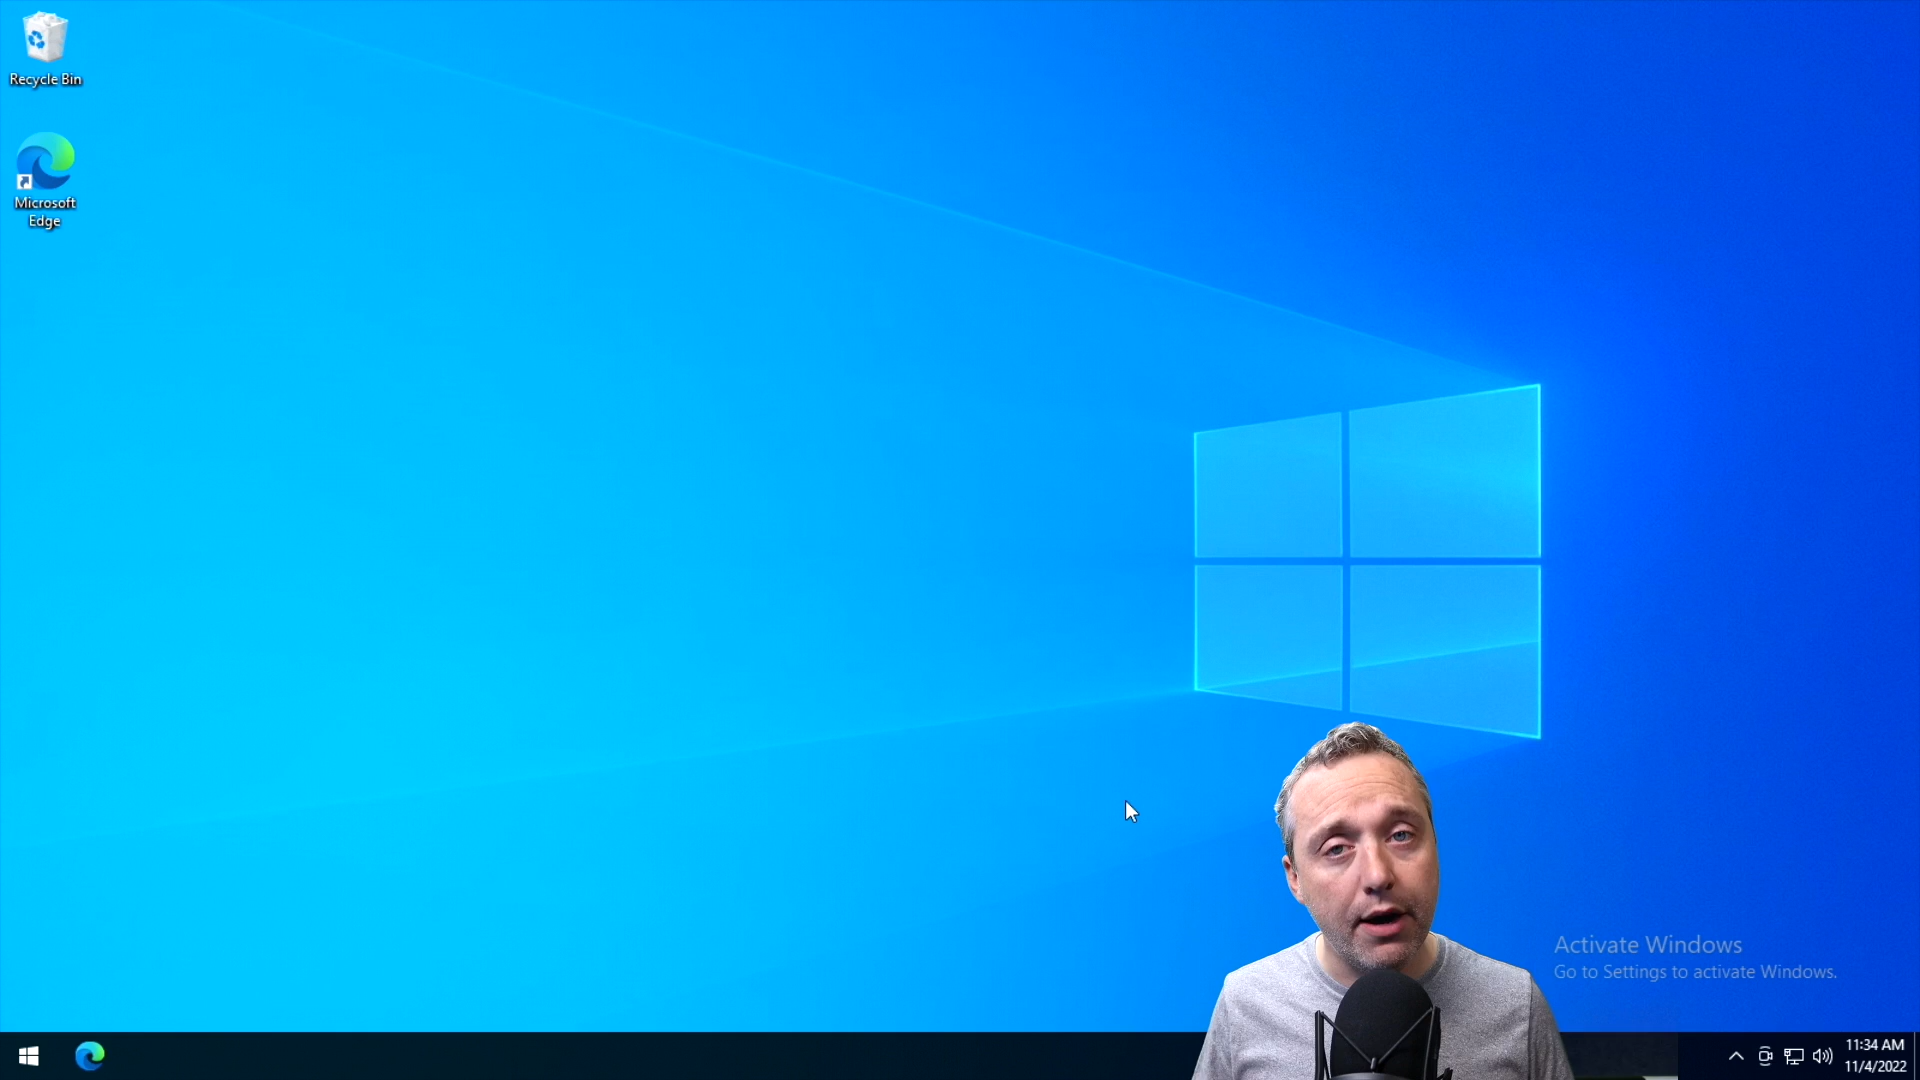 Recycle Bin
Microsoft
Edge
Activate Windows
Go to Settings to activate Windows.
11:34 AM
11/4/2022